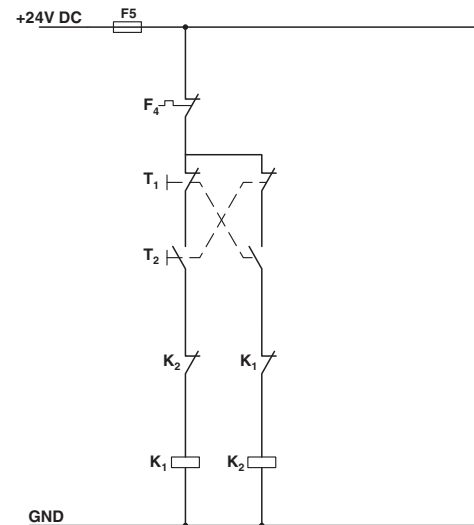 +24V DC
F5
F₄
T₁
T₂
K₂ K₁
K₁ K₂
GND